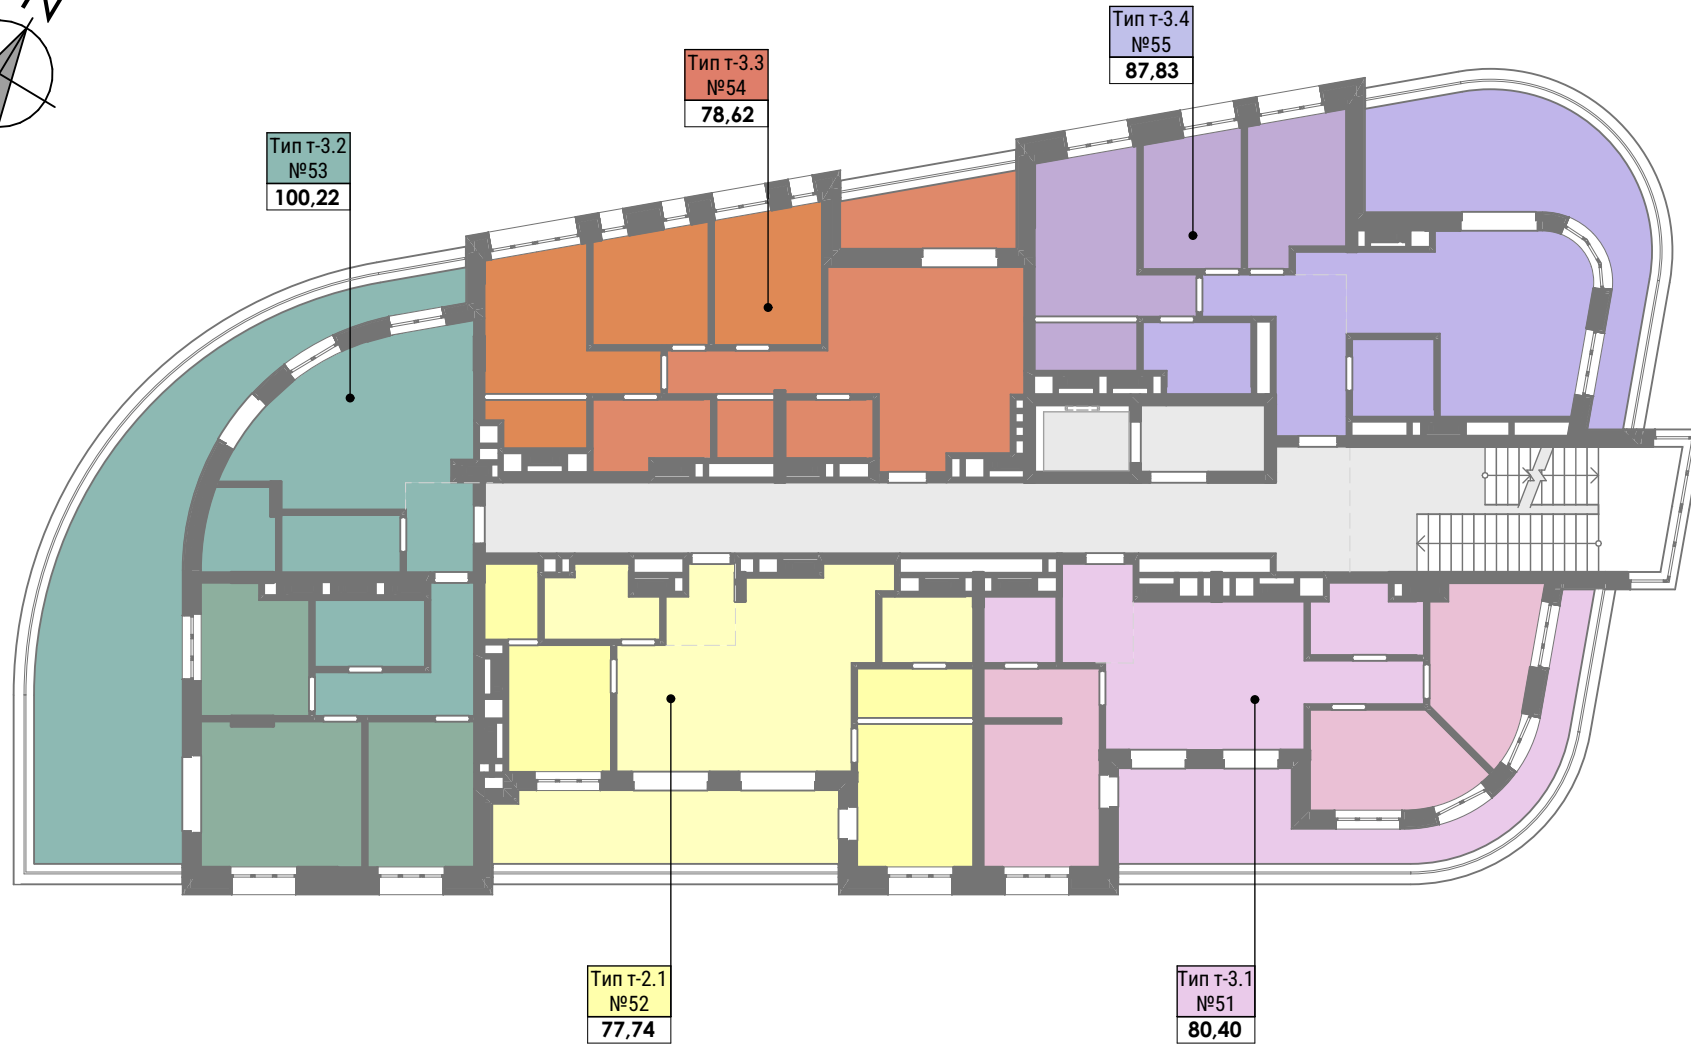 N
Тип т-3.4
№55
87,83
Тип т-3.3
№54
78,62
Тип т-3.2
№53
100,22
Тип т-2.1
№52
77,74
Тип т-3.1
№51
80,40